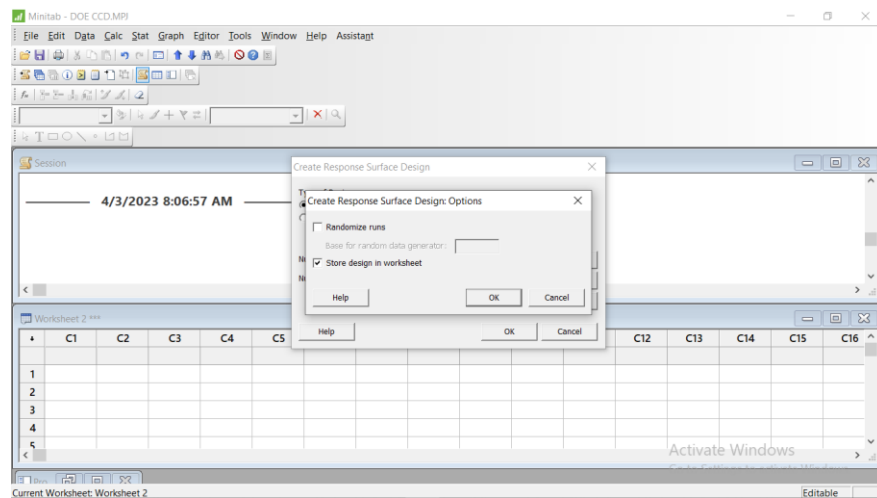 Minitab - DOE CCD.MPJ
File Edit Data Calc Stat Graph Editor Tools Window Help Assistant
Session
4/3/2023 8:06:57 AM
Create Response Surface Design
Create Response Surface Design: Options
Randomize runs
Base for random data generator:
Store design in worksheet
Help OK Cancel
Help OK Cancel
Worksheet 2 ***
C1 C2 C3 C4 C5 C12 C13 C14 C15 C16
1
2
3
4
5
Activate Windows
Pro
Current Worksheet: Worksheet 2 Editable